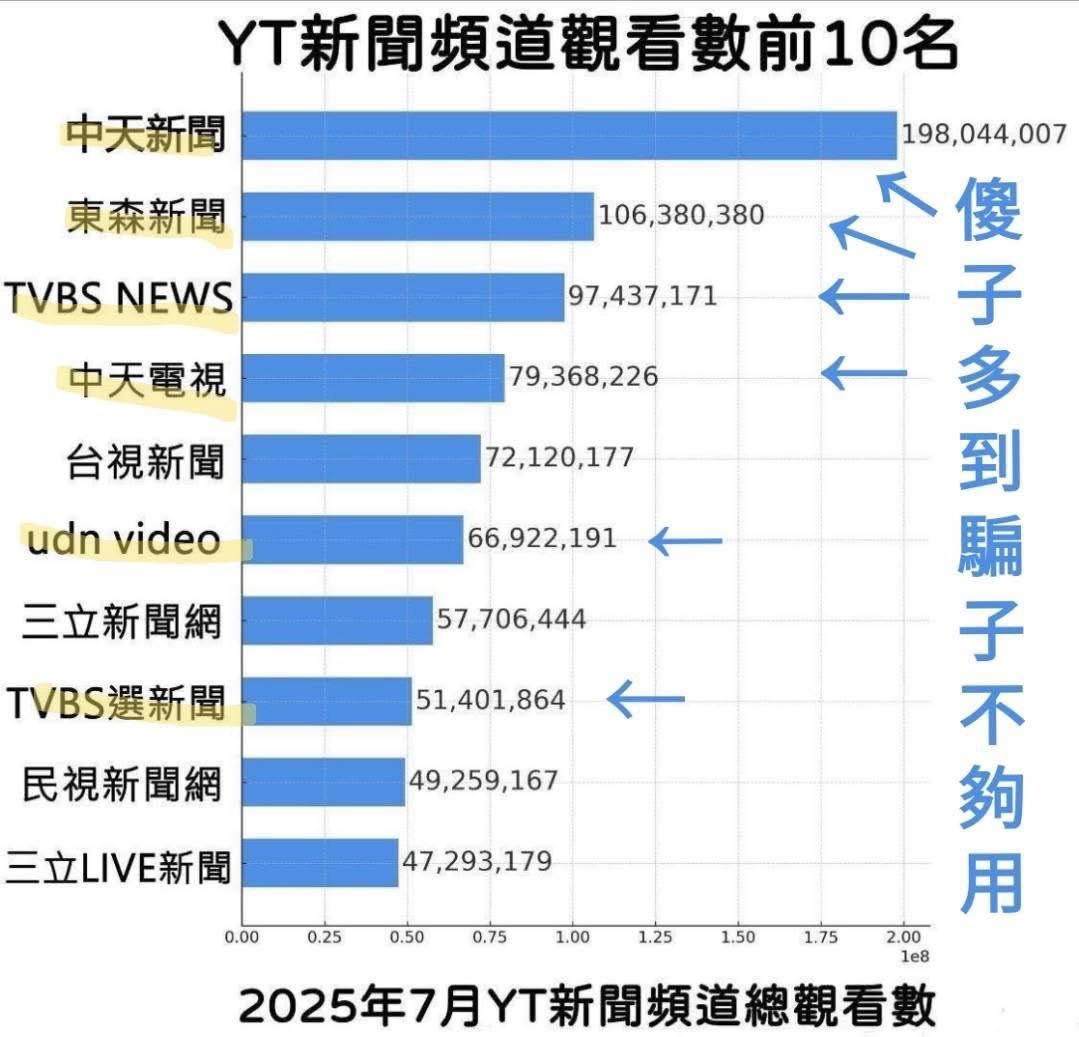 YT新聞頻道觀看數前10名
中天新聞
198,044,007
東森新聞
106,380,380
TVBS NEWS
97,437,171
中天電視
79,368,226
台視新聞
72,120,177
udn video
66,922,191
三立新聞網
57,706,444
TVBS選新聞
51,401,864
民視新聞網
49,259,167
三立LIVE新聞
47,293,179
傻子多到騙子不夠用
0.00 0.25 0.50 0.75 1.00 1.25 1.50 1.75 2.00
1e8
2025年7月YT新聞頻道總觀看數